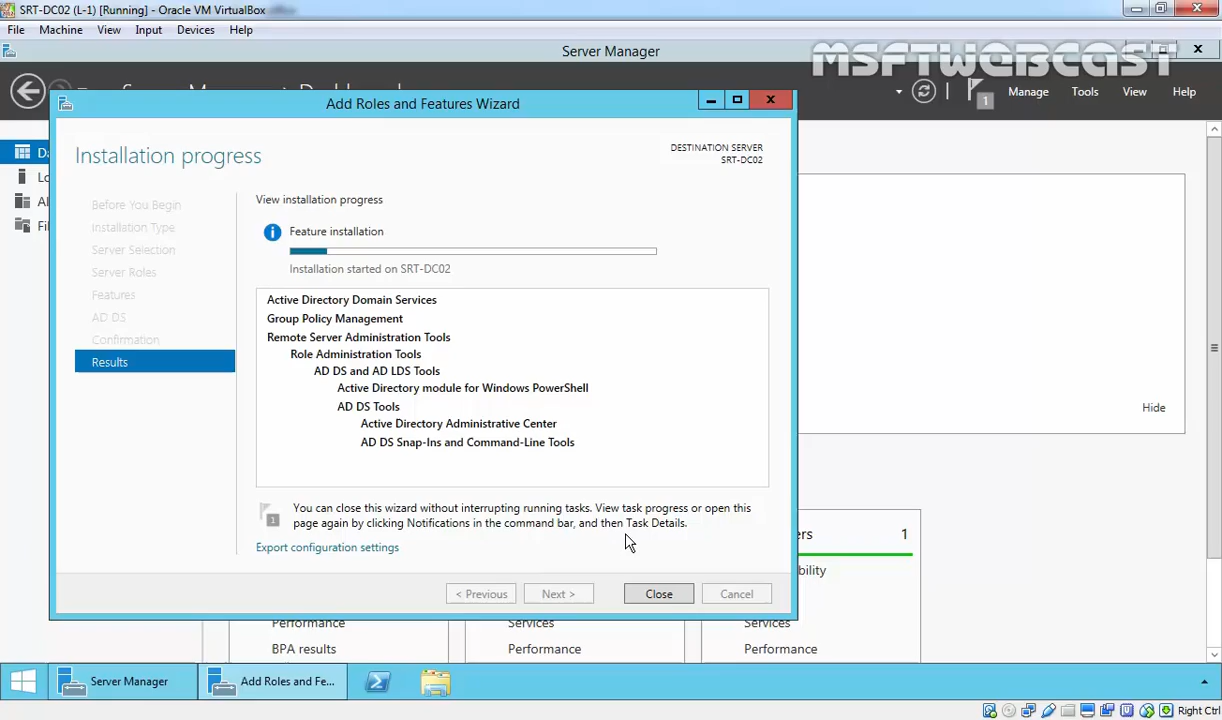 SRT-DC02 (L-1) [Running] - Oracle VM VirtualBox
File Machine View Input Devices Help
Server Manager
MSFTWEBCAST
1 Manage Tools View Help
Add Roles and Features Wizard
Installation progress
DESTINATION SERVER
SRT-DC02
Before You Begin
Installation Type
Server Selection
Server Roles
Features
AD DS
Confirmation
Results
View installation progress
Feature installation
Installation started on SRT-DC02
Active Directory Domain Services
Group Policy Management
Remote Server Administration Tools
Role Administration Tools
AD DS and AD LDS Tools
Active Directory module for Windows PowerShell
AD DS Tools
Active Directory Administrative Center
AD DS Snap-Ins and Command-Line Tools
1 You can close this wizard without interrupting running tasks. View task progress or open this
page again by clicking Notifications in the command bar, and then Task Details.
Export configuration settings
< Previous Next > Close Cancel
Hide
ers 1
bility
Performance Services Services
BPA results Performance Performance
Server Manager Add Roles and Fe...
Right Ctrl